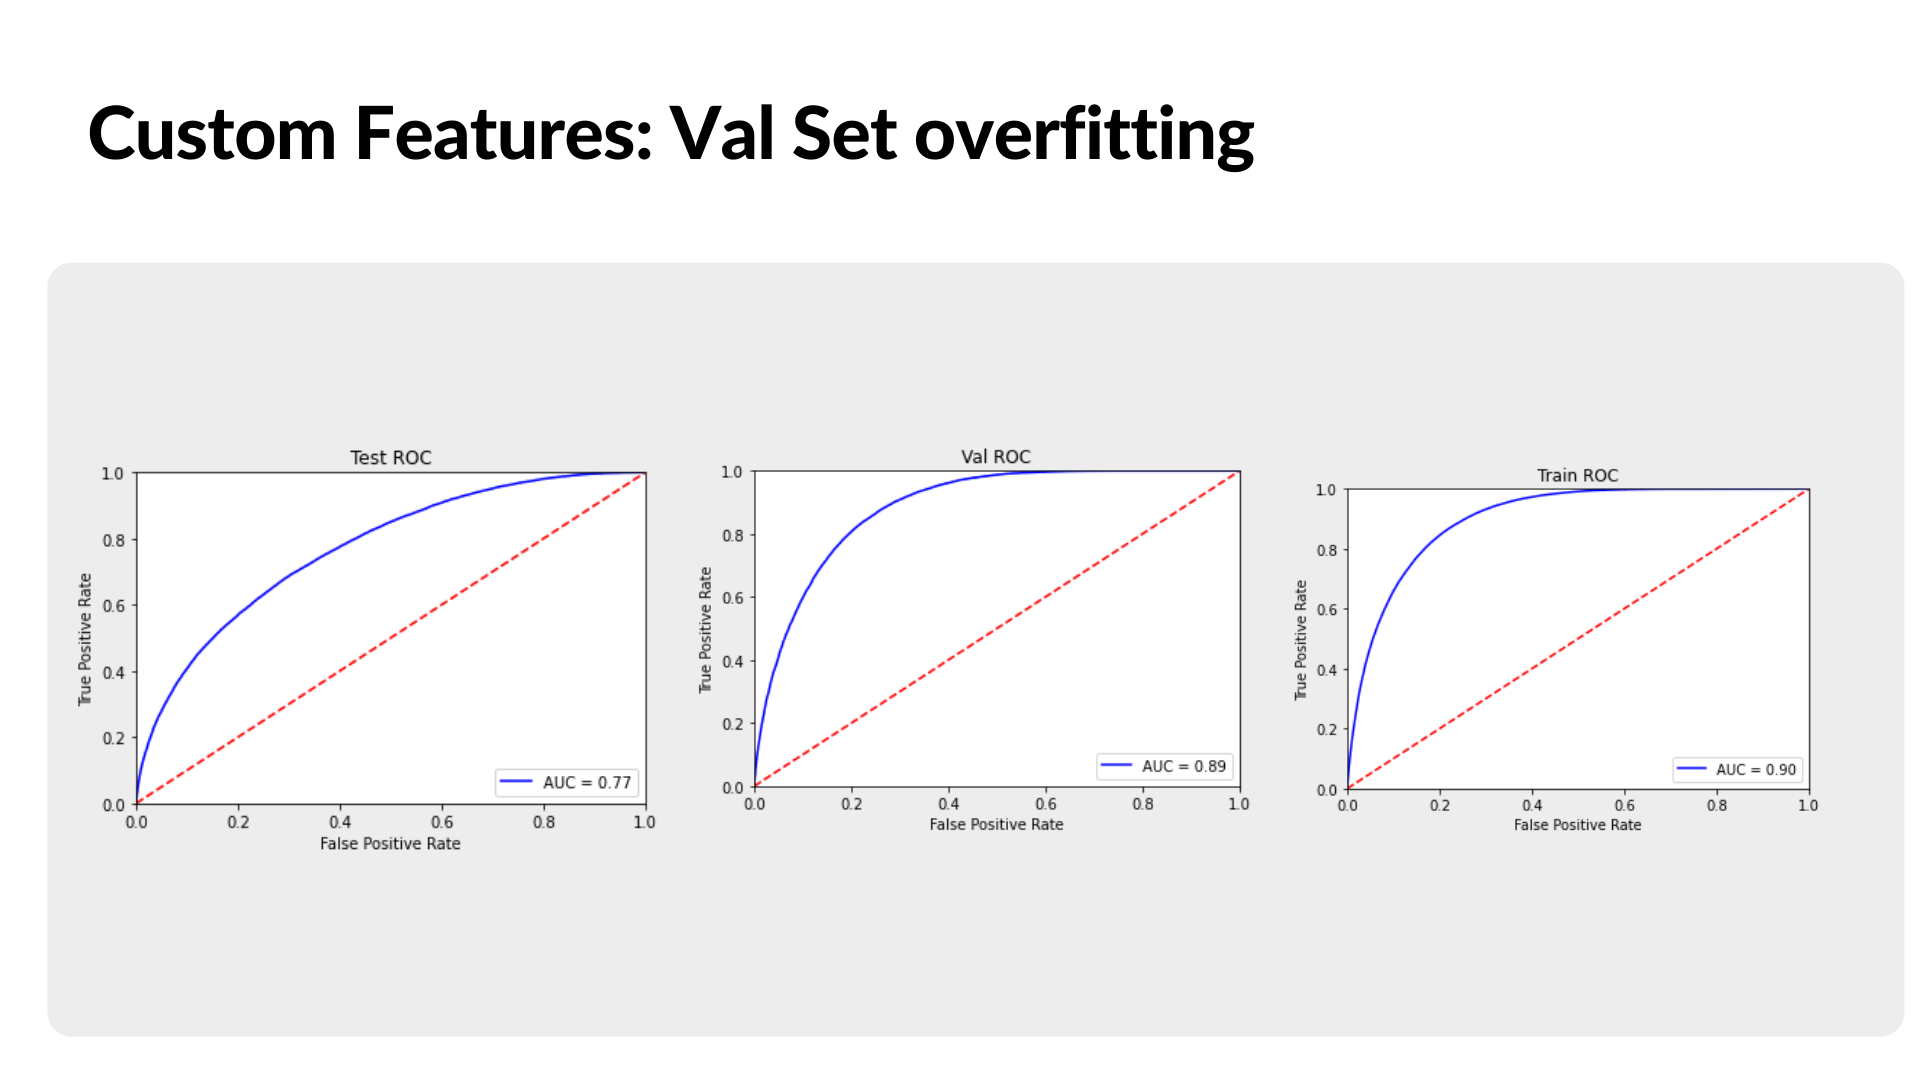 Custom Features: Val Set overfitting
Test ROC
True Positive Rate
1.0
0.8
0.6
0.4
0.2
0.0
0.0 0.2 0.4 0.6 0.8 1.0
False Positive Rate
AUC = 0.77
Val ROC
True Positive Rate
1.0
0.8
0.6
0.4
0.2
0.0
0.0 0.2 0.4 0.6 0.8 1.0
False Positive Rate
AUC = 0.89
Train ROC
True Positive Rate
1.0
0.8
0.6
0.4
0.2
0.0
0.0 0.2 0.4 0.6 0.8 1.0
False Positive Rate
AUC = 0.90